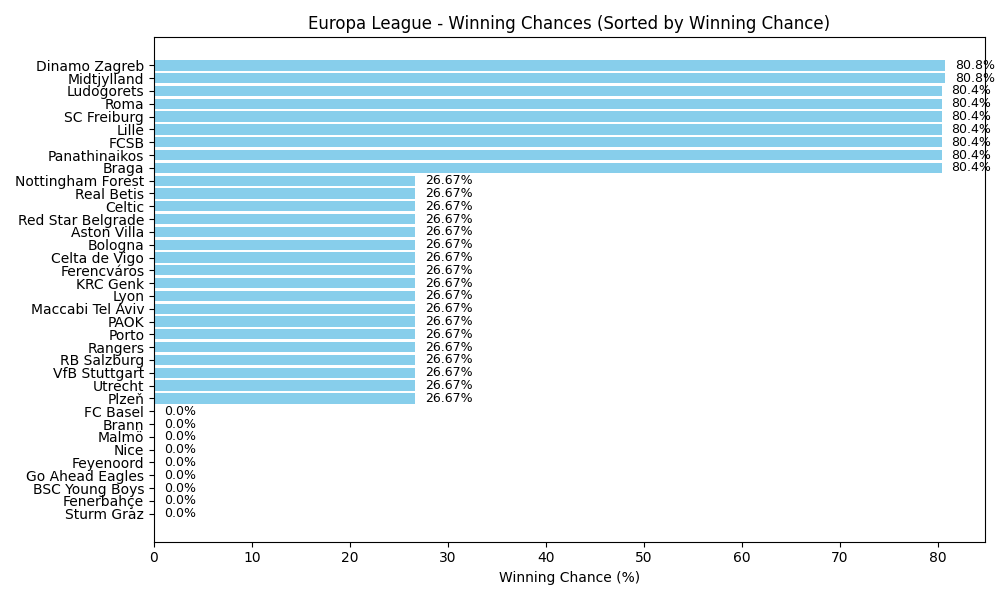 Europa League - Winning Chances (Sorted by Winning Chance)
Dinamo Zagreb 80.8%
Midtjylland 80.8%
Ludogorets 80.4%
Roma 80.4%
SC Freiburg 80.4%
Lille 80.4%
FCSB 80.4%
Panathinaikos 80.4%
Braga 80.4%
Nottingham Forest 26.67%
Real Betis 26.67%
Celtic 26.67%
Red Star Belgrade 26.67%
Aston Villa 26.67%
Bologna 26.67%
Celta de Vigo 26.67%
Ferencváros 26.67%
KRC Genk 26.67%
Lyon 26.67%
Maccabi Tel Aviv 26.67%
PAOK 26.67%
Porto 26.67%
Rangers 26.67%
RB Salzburg 26.67%
VfB Stuttgart 26.67%
Utrecht 26.67%
Plzeň 26.67%
FC Basel 0.0%
Brann 0.0%
Malmö 0.0%
Nice 0.0%
Feyenoord 0.0%
Go Ahead Eagles 0.0%
BSC Young Boys 0.0%
Fenerbahçe 0.0%
Sturm Graz 0.0%
0 10 20 30 40 50 60 70 80
Winning Chance (%)